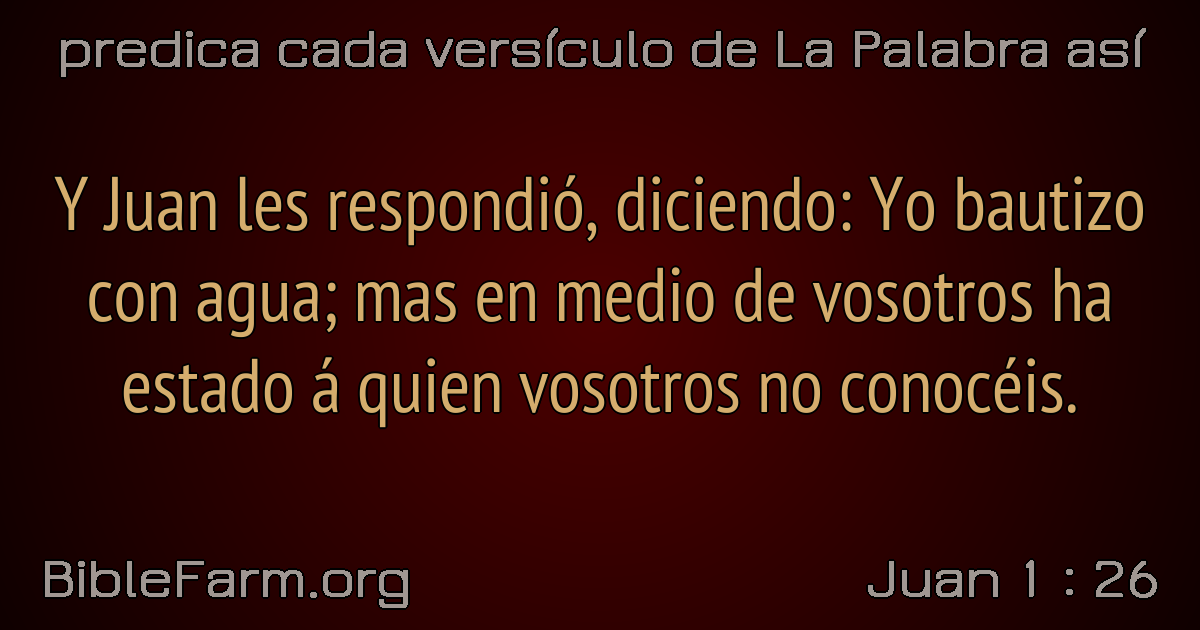 predica cada versículo de La Palabra así
Y Juan les respondió, diciendo: Yo bautizo
con agua; mas en medio de vosotros ha
estado á quien vosotros no conocéis.
BibleFarm.org
Juan 1 : 26